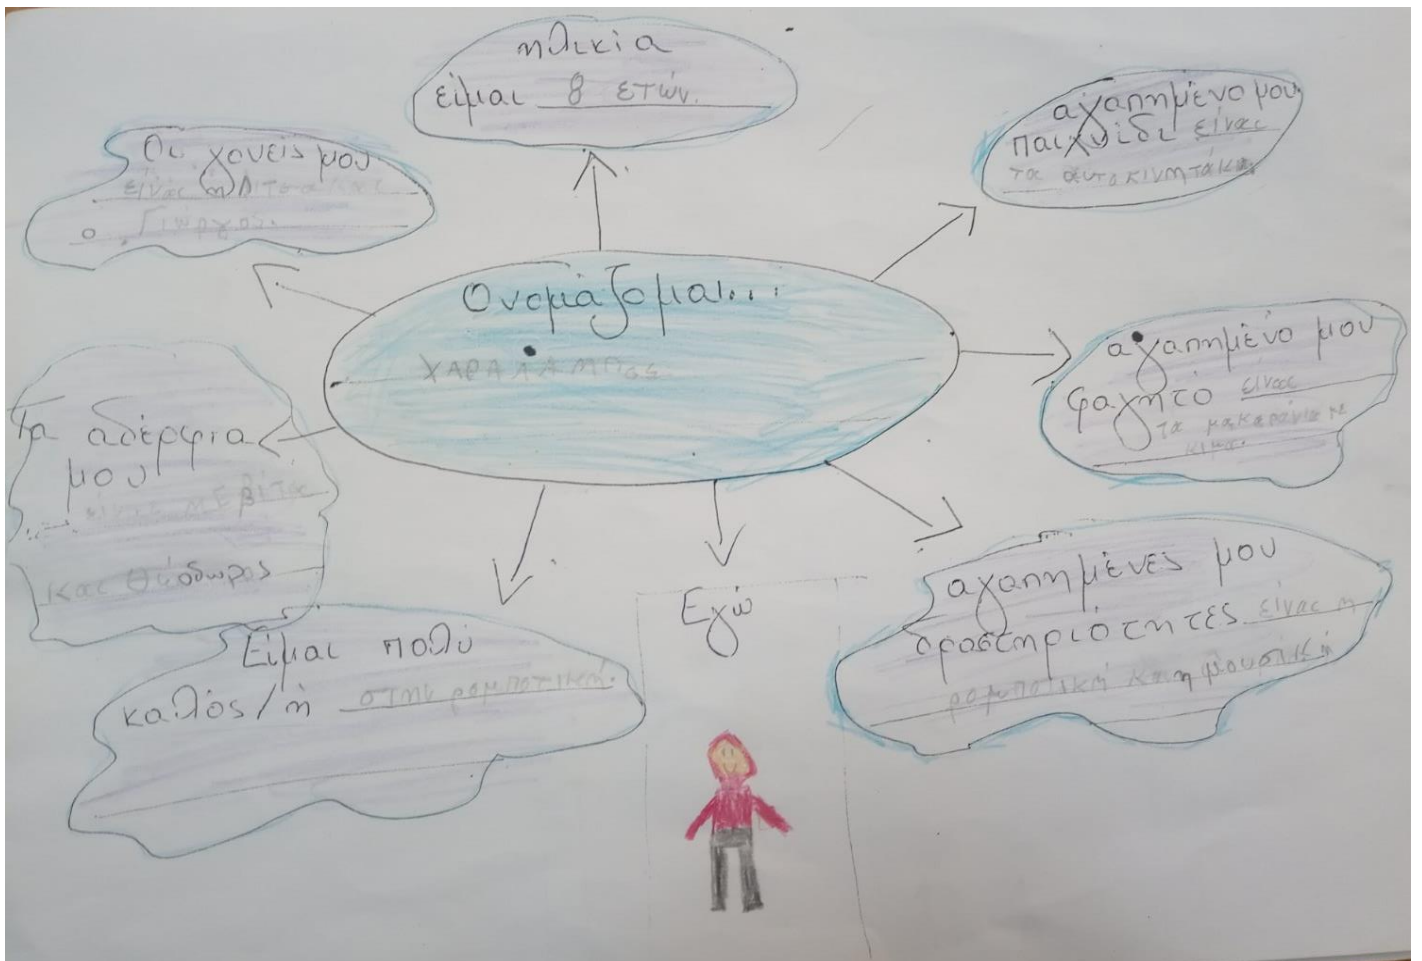 ηλικία
είμαι 8 ετών.
Οι γονείς μου
είναι η Λίτσα
ο Γιώργος.
αγαπημένο μου
παιχνίδι είναι
τα αυτοκινητάκια
Ονομάζομαι...
ΧΑΡΑΛΑΜΠος
αγαπημένο μου
φαγητό είναι
τα μακαρόνια με
κιμα.
Τα αδέρφια
μου
και Θεόδωρος
Είμαι πολύ
καλός/ή στην ρομποτική.
Εγώ
αγαπημένες μου
δραστηριότητες είναι η
ρομποτική και η μουσική